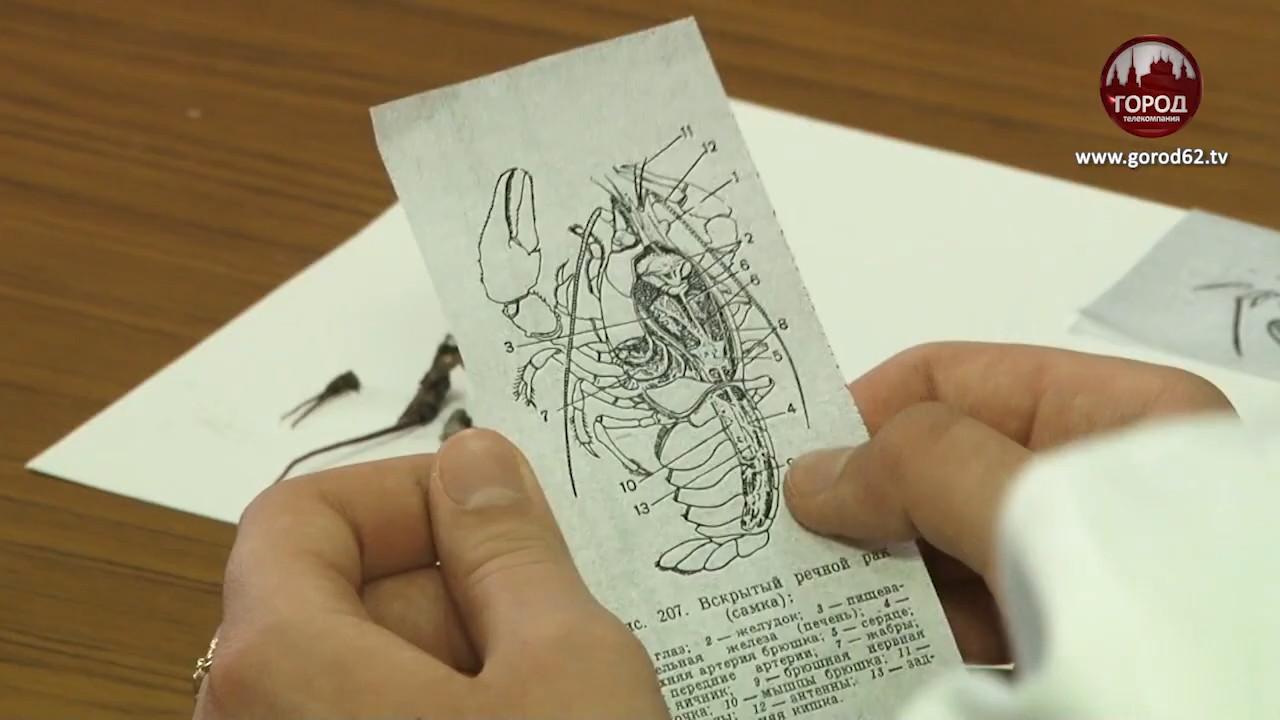 ГОРОД
телекомпания
www.gorod62.tv
11
12
1
2
6
8
3
5
7
4
10
13
207. Вскрытый речной рак
(самка):
глаз; 2 — желудок; 3 — пищева-
железа (печень); 4 —
артерия брюшка; 5 — сердце;
передние артерии; 7 — жабры;
яичник; 9 — брюшная нервная
10 — мышцы брюшка; 11 —
12 — антенны; 13 — зад-
кишка.